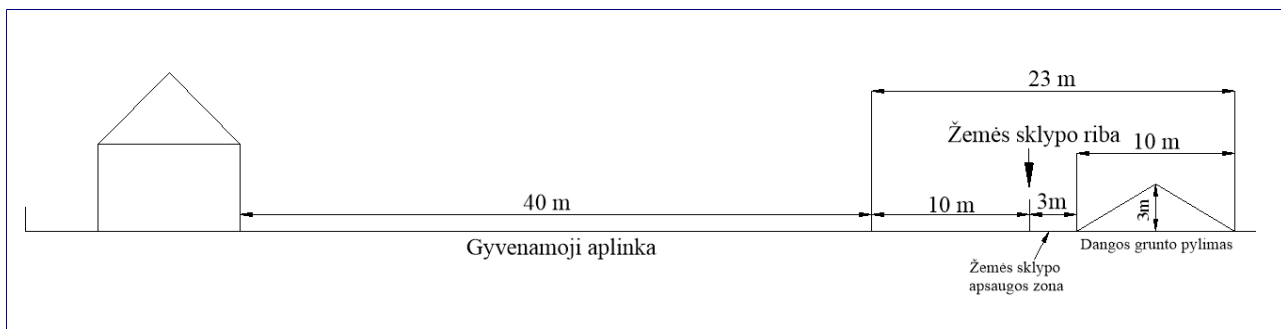 23 m
Žemės sklypo riba
10 m
40 m
10 m
3m
3m
Gyvenamoji aplinka
Dangos grunto pylimas
Žemės sklypo
apsaugos zona